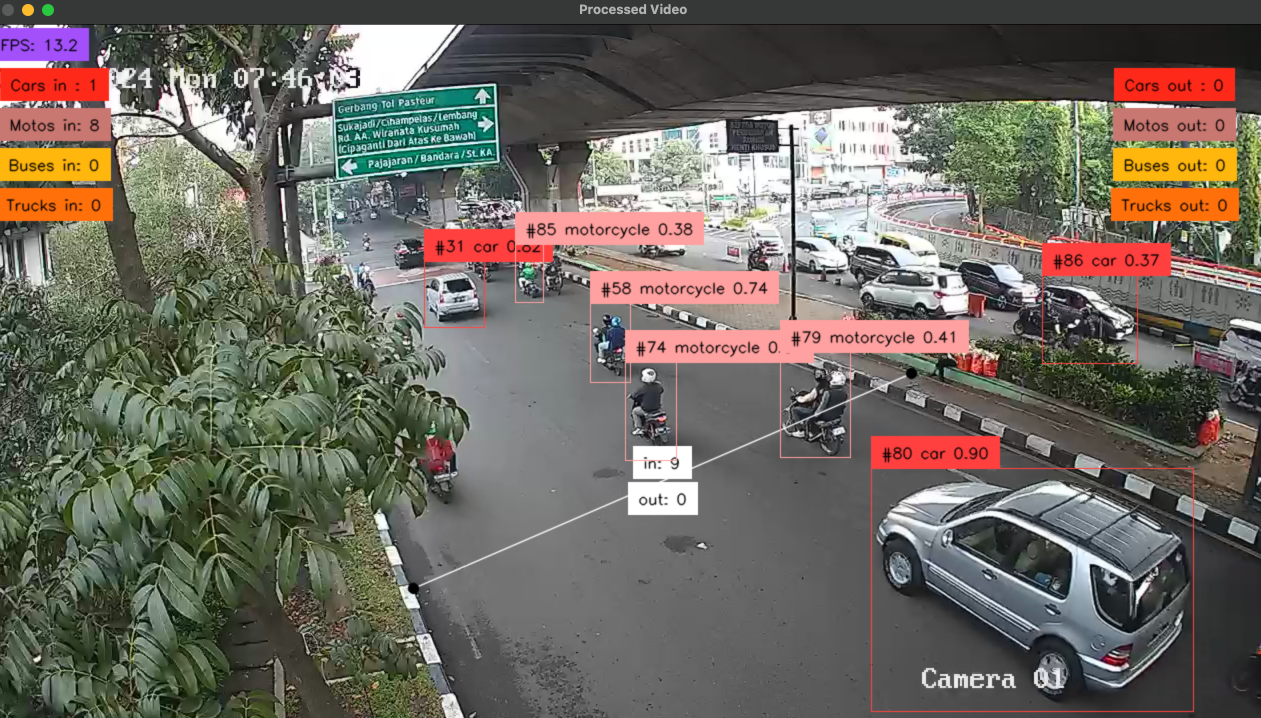 Processed Video
FPS: 13.2
024 Mon 07:46:03
Cars in : 1
Motos in: 8
Buses in: 0
Trucks in: 0
Cars out : 0
Motos out: 0
Buses out: 0
Trucks out: 0
Gerbang Tol Pasteur
Sukajadi/Cihampelas/Lembang
Rd. AA. Wiranata Kusumah
(Cipaganti Dari Atas Ke Bawah)
Pajajaran/Bandara/St. KA
#85 motorcycle 0.38
#31 car 0.82
#86 car 0.37
#58 motorcycle 0.74
#79 motorcycle 0.41
#74 motorcycle 0.
#80 car 0.90
in: 9
out: 0
Camera 01